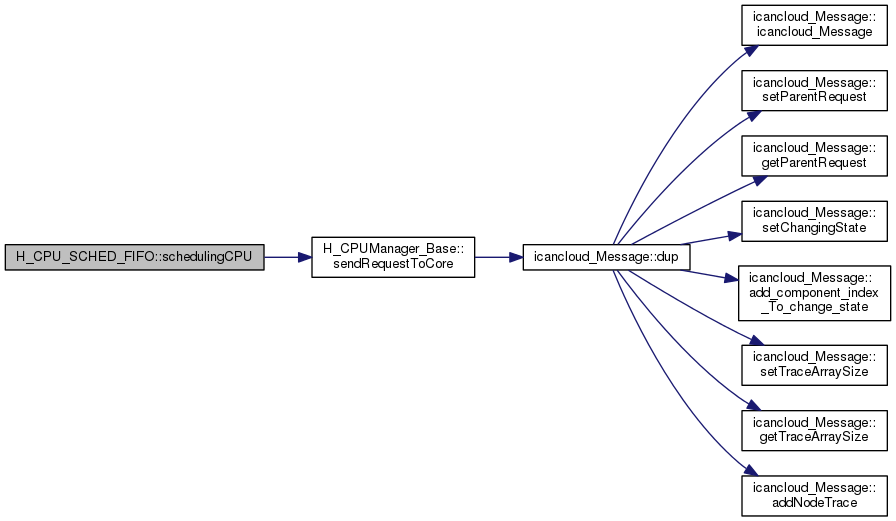 H_CPU_SCHED_FIFO::schedulingCPU
H_CPUManager_Base::
sendRequestToCore
icancloud_Message::dup
icancloud_Message::
icancloud_Message
icancloud_Message::
setParentRequest
icancloud_Message::
getParentRequest
icancloud_Message::
setChangingState
icancloud_Message::
add_component_index
_To_change_state
icancloud_Message::
setTraceArraySize
icancloud_Message::
getTraceArraySize
icancloud_Message::
addNodeTrace